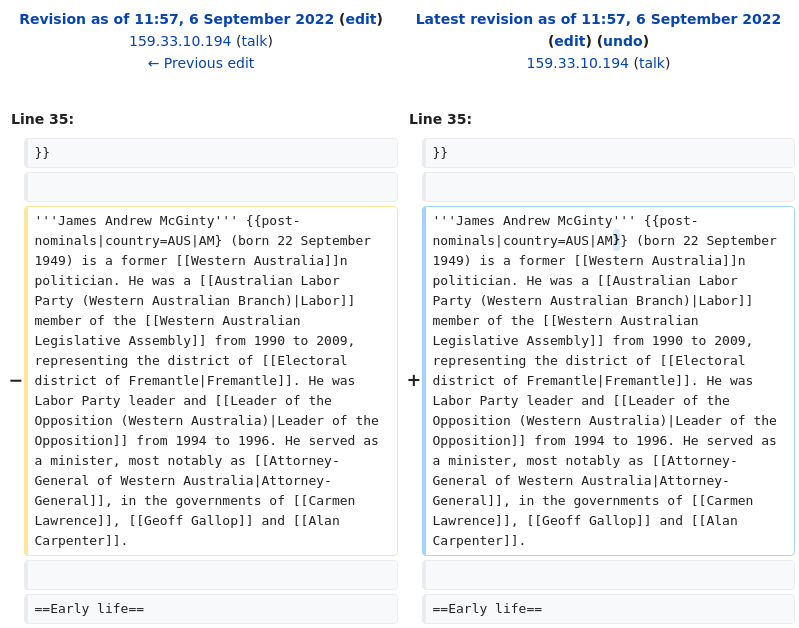 Revision as of 11:57, 6 September 2022 (edit)
159.33.10.194 (talk)
← Previous edit
Latest revision as of 11:57, 6 September 2022
(edit) (undo)
159.33.10.194 (talk)
Line 35:
Line 35:
}}
}}
− '''James Andrew McGinty''' {{post-
nominals|country=AUS|AM} (born 22 September
1949) is a former [[Western Australia]]n
politician. He was a [[Australian Labor
Party (Western Australian Branch)|Labor]]
member of the [[Western Australian
Legislative Assembly]] from 1990 to 2009,
representing the district of [[Electoral
district of Fremantle|Fremantle]]. He was
Labor Party leader and [[Leader of the
Opposition (Western Australia)|Leader of the
Opposition]] from 1994 to 1996. He served as
a minister, most notably as [[Attorney-
General of Western Australia|Attorney-
General]], in the governments of [[Carmen
Lawrence]], [[Geoff Gallop]] and [[Alan
Carpenter]].
+ '''James Andrew McGinty''' {{post-
nominals|country=AUS|AM}} (born 22 September
1949) is a former [[Western Australia]]n
politician. He was a [[Australian Labor
Party (Western Australian Branch)|Labor]]
member of the [[Western Australian
Legislative Assembly]] from 1990 to 2009,
representing the district of [[Electoral
district of Fremantle|Fremantle]]. He was
Labor Party leader and [[Leader of the
Opposition (Western Australia)|Leader of the
Opposition]] from 1994 to 1996. He served as
a minister, most notably as [[Attorney-
General of Western Australia|Attorney-
General]], in the governments of [[Carmen
Lawrence]], [[Geoff Gallop]] and [[Alan
Carpenter]].
==Early life==
==Early life==